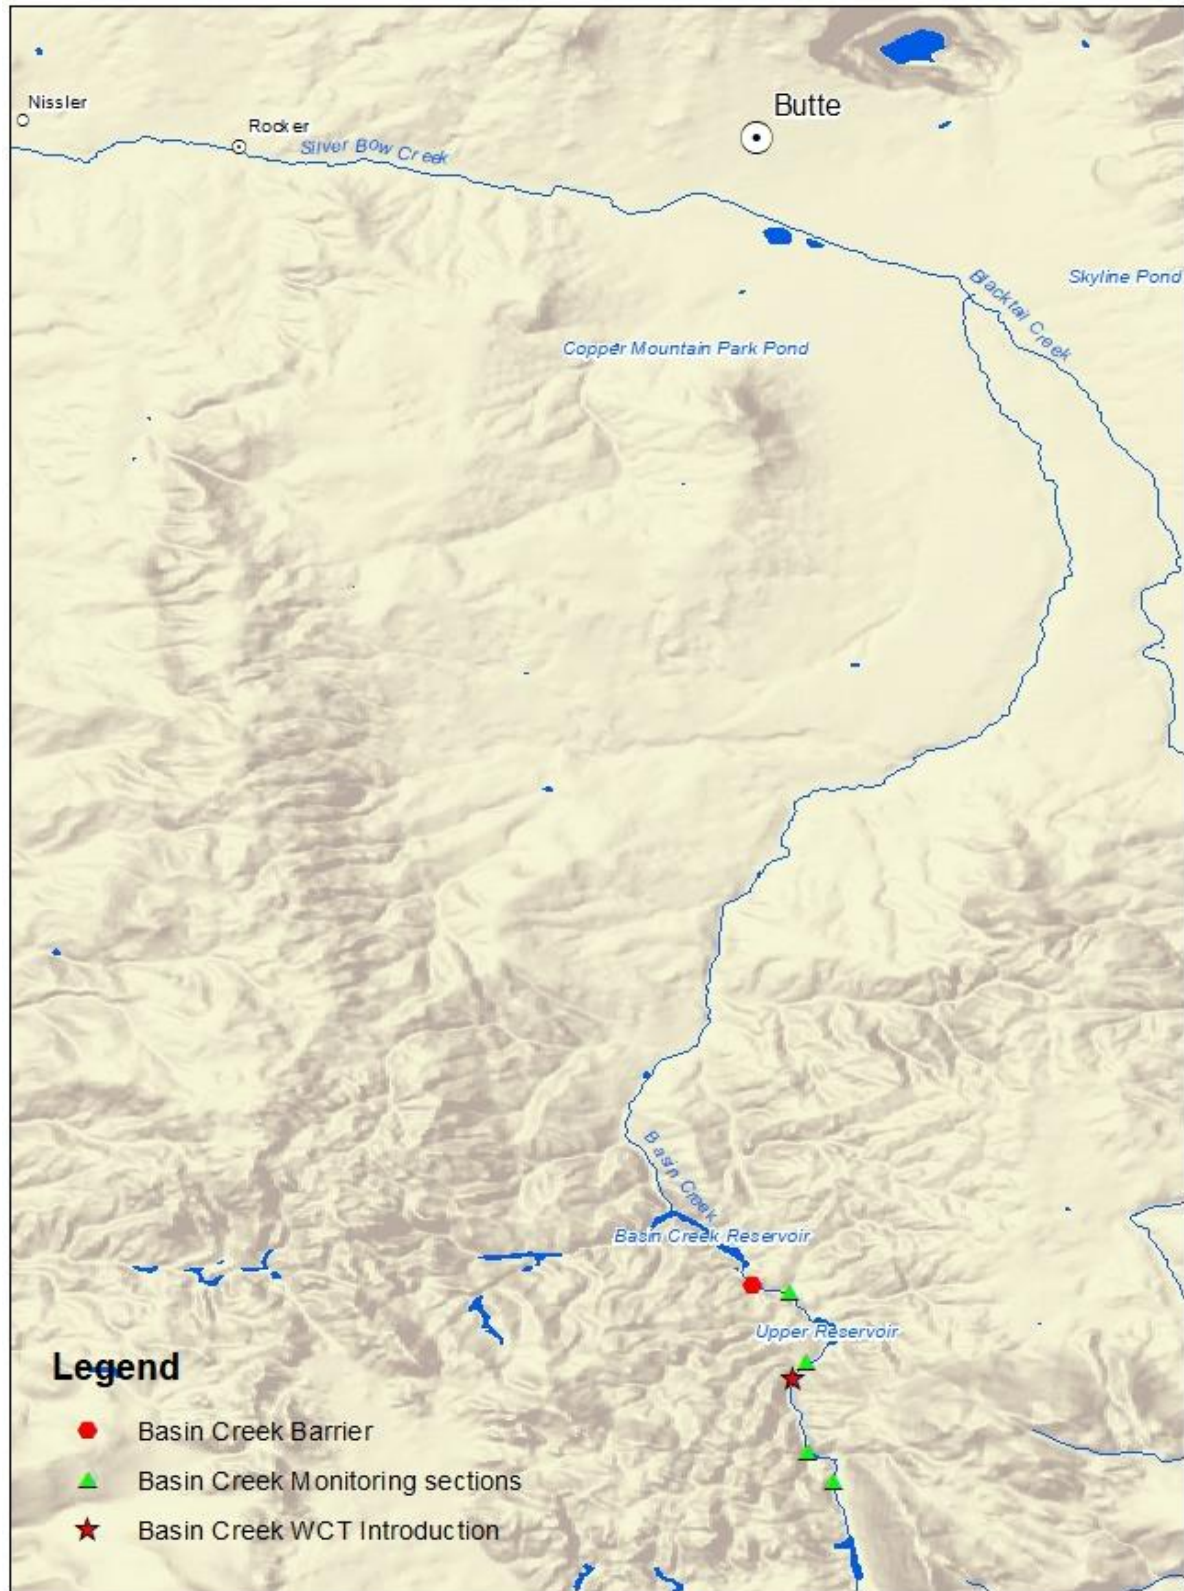 Nissler
Butte
Rocker
Silver Bow Creek
Blacktail Creek
Skyline Pond
Copper Mountain Park Pond
Basin Creek
Basin Creek Reservoir
Upper Reservoir
Legend
Basin Creek Barrier
Basin Creek Monitoring sections
Basin Creek WCT Introduction